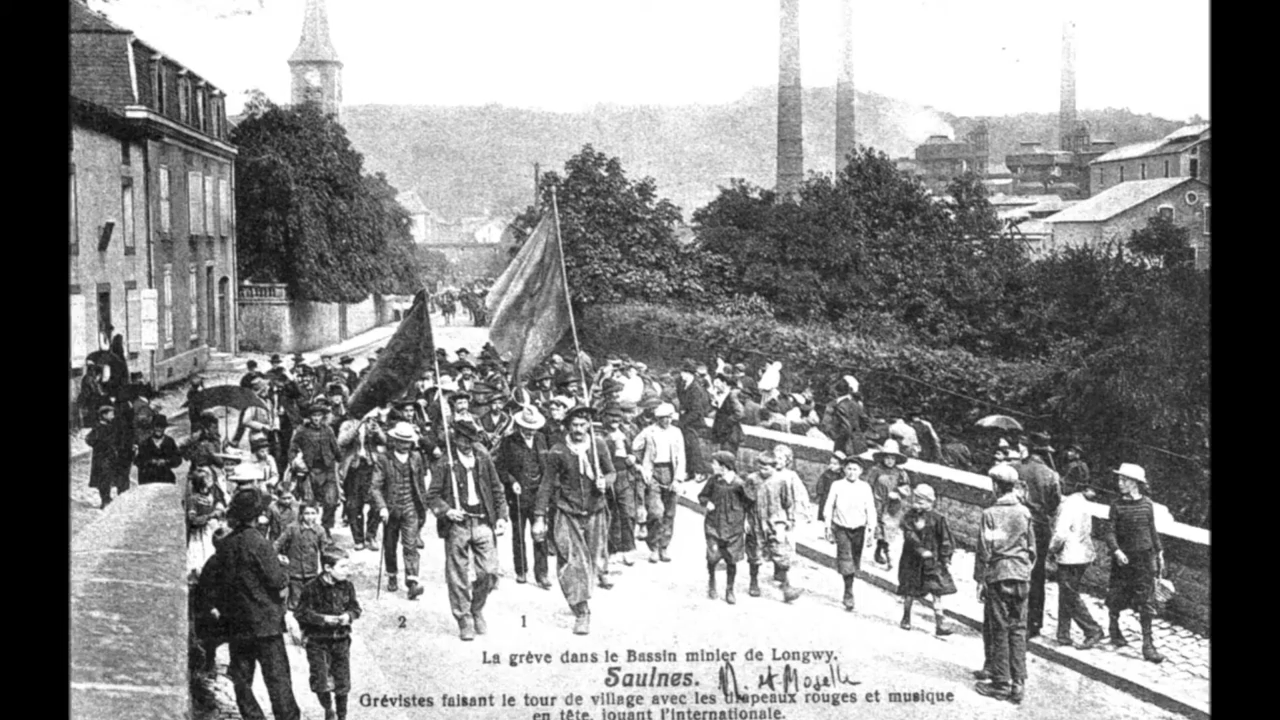 2
1
La grève dans le Bassin minier de Longwy.
Saulnes. M. et Moselle
Grévistes faisant le tour de village avec les drapeaux rouges et musique
en tête, jouant l'Internationale.